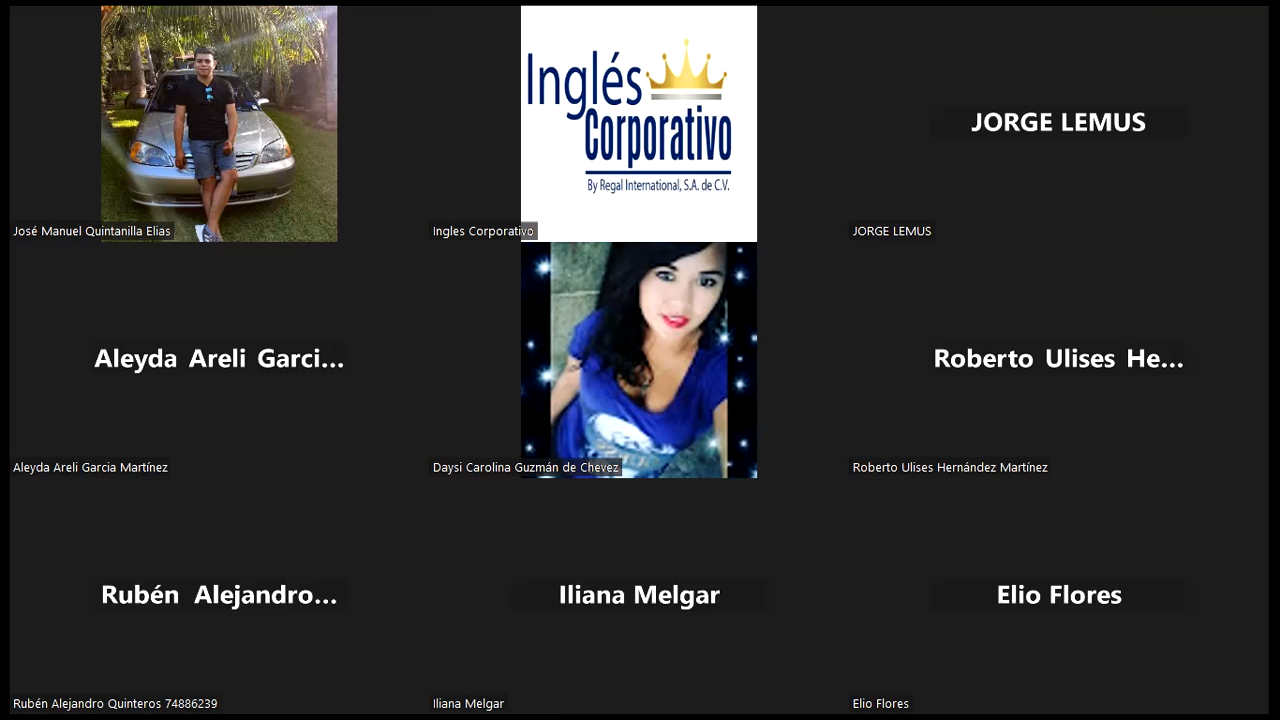 Inglés
Corporativo
By Regal International, S.A. de C.V.
JORGE LEMUS
José Manuel Quintanilla Elias
Ingles Corporativo
JORGE LEMUS
Aleyda Areli Garci...
Roberto Ulises He...
Aleyda Areli Garcia Martínez
Daysi Carolina Guzmán de Chevez
Roberto Ulises Hernández Martínez
Rubén Alejandro...
Iliana Melgar
Elio Flores
Rubén Alejandro Quinteros 74886239
Iliana Melgar
Elio Flores